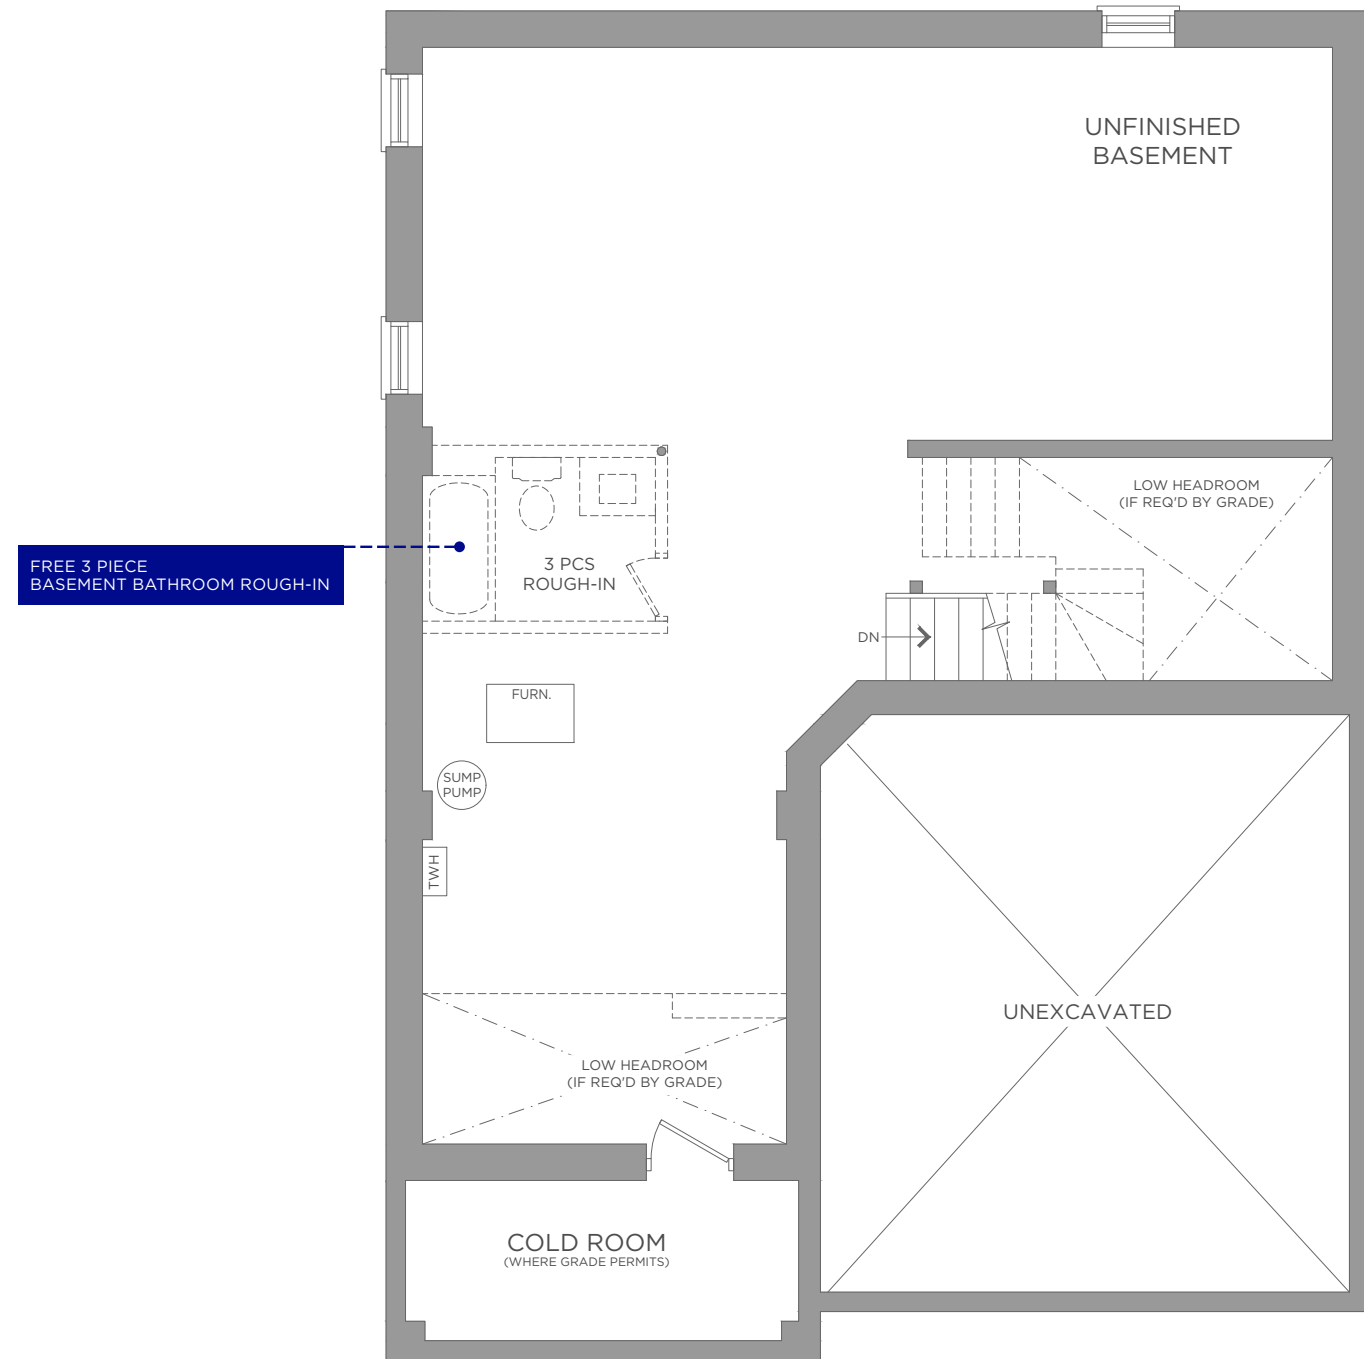 UNFINISHED
BASEMENT
LOW HEADROOM
(IF REQ'D BY GRADE)
FREE 3 PIECE
BASEMENT BATHROOM ROUGH-IN
3 PCS
ROUGH-IN
DN
FURN.
SUMP
PUMP
TWH
UNEXCAVATED
LOW HEADROOM
(IF REQ'D BY GRADE)
COLD ROOM
(WHERE GRADE PERMITS)